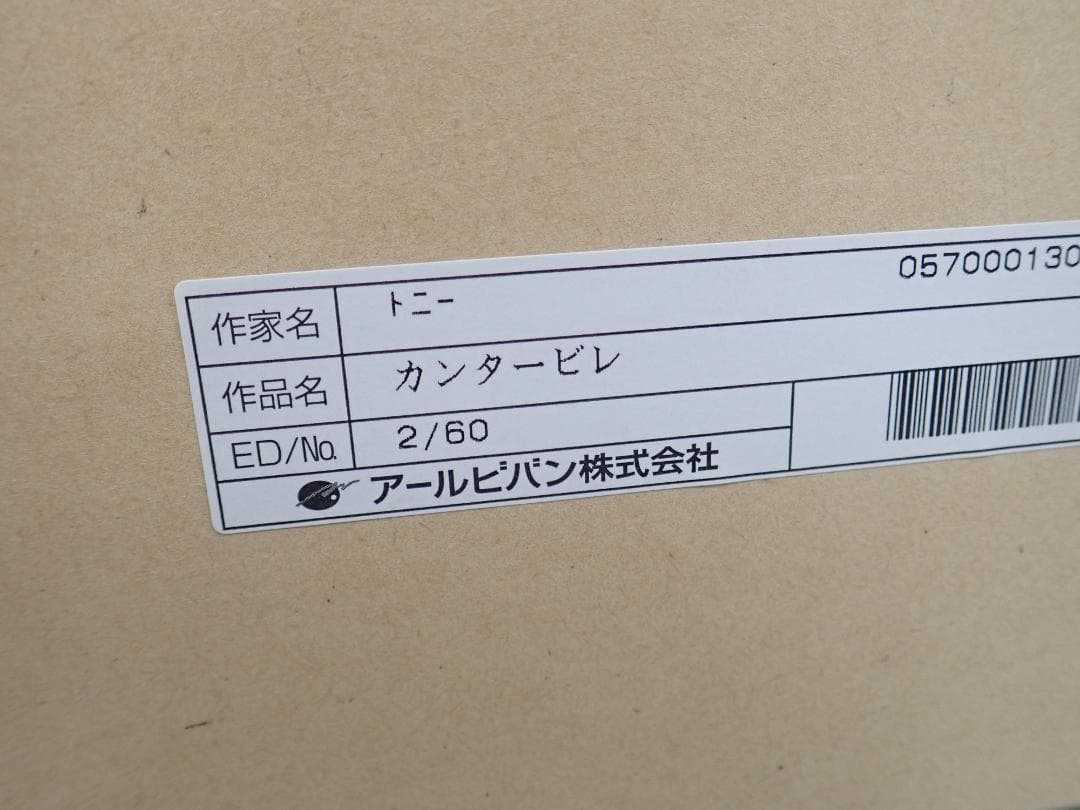 作家名 トニー 057000130
作品名 カンタービレ
ED/No. 2/60
アールビバン株式会社